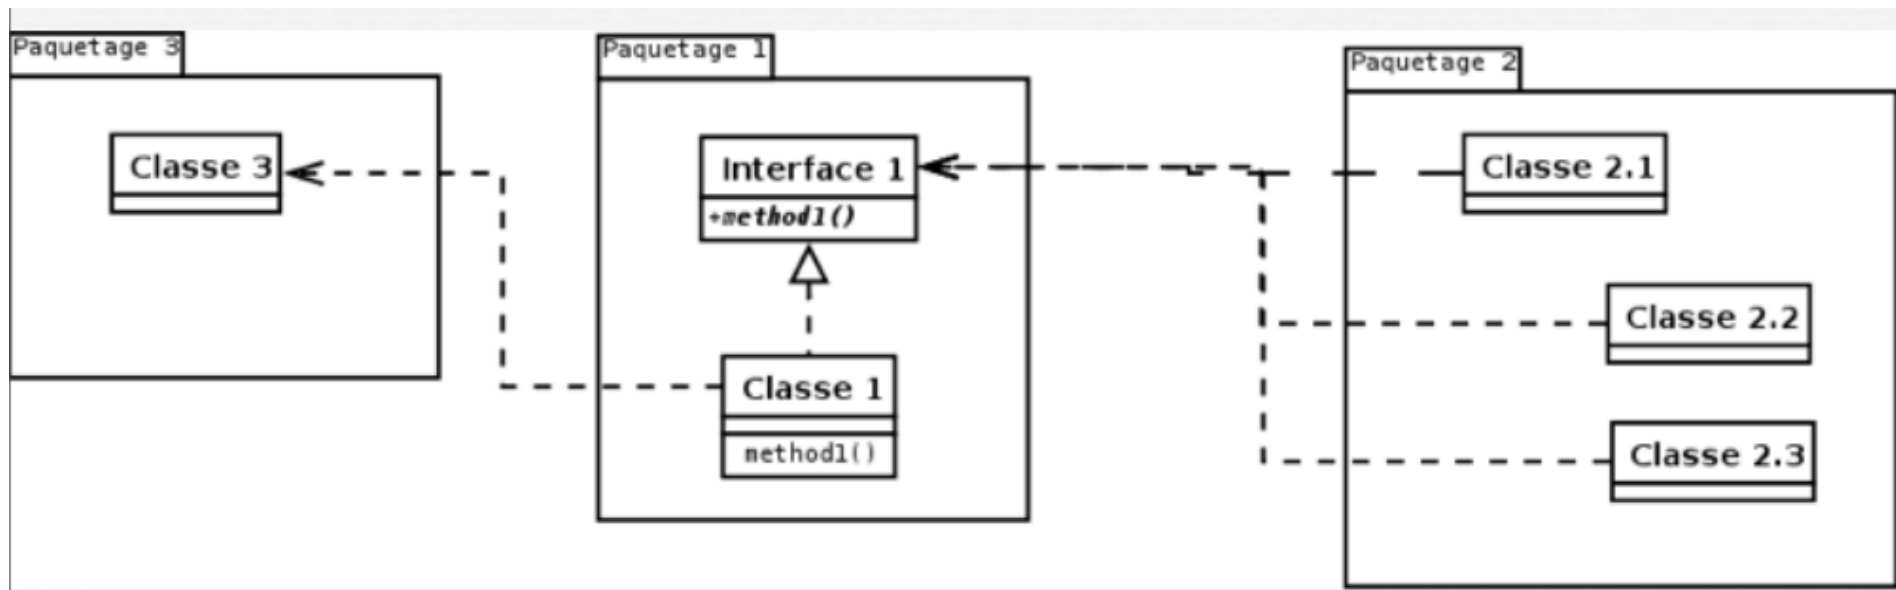 Paquetage 3
Classe 3
Paquetage 1
Interface 1
+method1()
Classe 1
method1()
Paquetage 2
Classe 2.1
Classe 2.2
Classe 2.3